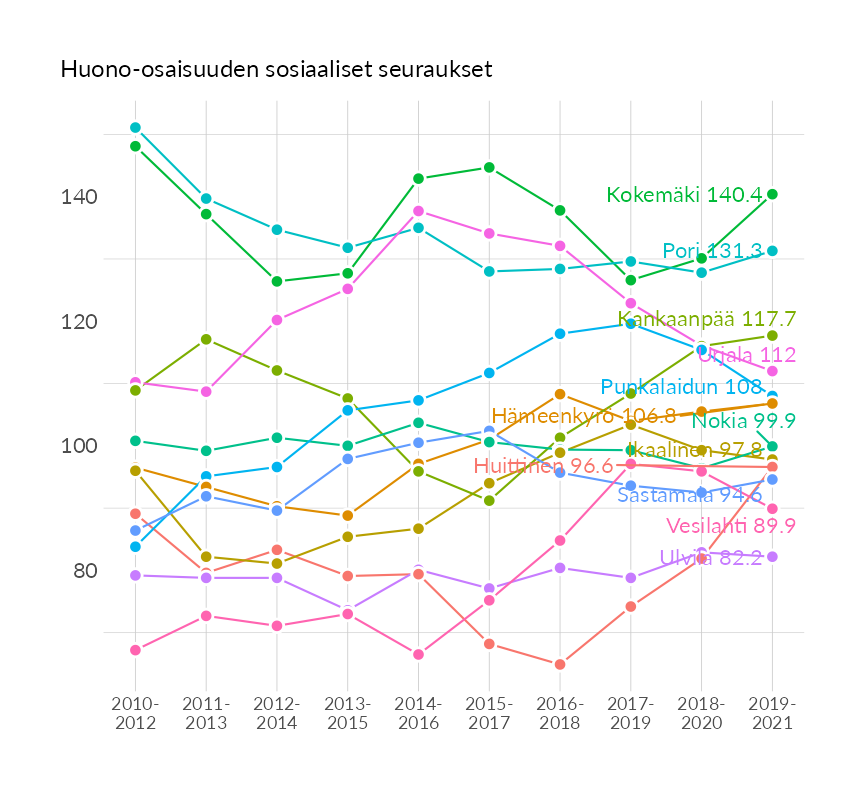 Huono-osaisuuden sosiaaliset seuraukset
140
120
100
80
Kokemäki 140.4
Pori 131.3
Kankaanpää 117.7
Urjala 112
Punkalaidun 108
Hämeenkyrö 106.8
Nokia 99.9
Ikaalinen 97.8
Huittinen 96.6
Sastamala 94.6
Vesilahti 89.9
Ulvila 82.2
2010-
2012
2011-
2013
2012-
2014
2013-
2015
2014-
2016
2015-
2017
2016-
2018
2017-
2019
2018-
2020
2019-
2021